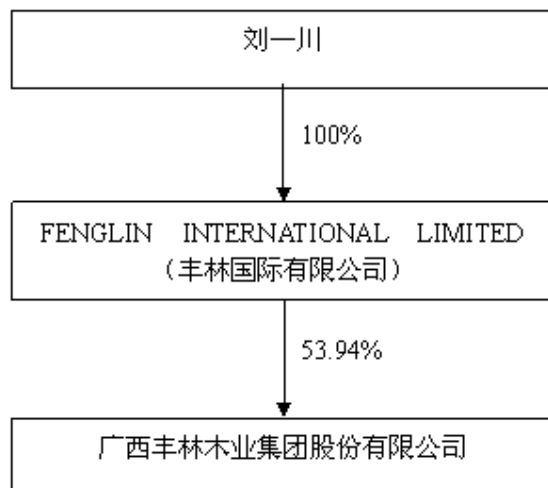 刘一川
100%
FENGLIN INTERNATIONAL LIMITED
（丰林国际有限公司）
53.94%
广西丰林木业集团股份有限公司